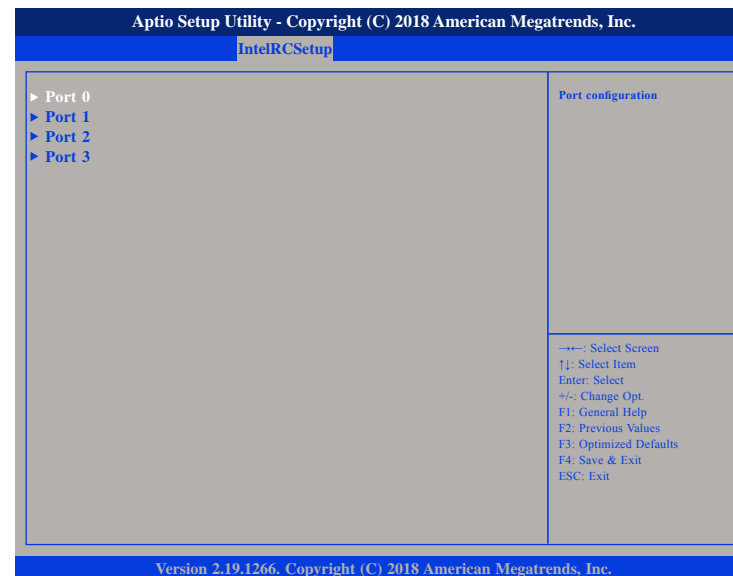 Aptio Setup Utility - Copyright (C) 2018 American Megatrends, Inc.
IntelRCSetup
► Port 0
► Port 1
► Port 2
► Port 3
Port configuration
→←: Select Screen
↑↓: Select Item
Enter: Select
+/-: Change Opt.
F1: General Help
F2: Previous Values
F3: Optimized Defaults
F4: Save & Exit
ESC: Exit
Version 2.19.1266. Copyright (C) 2018 American Megatrends, Inc.